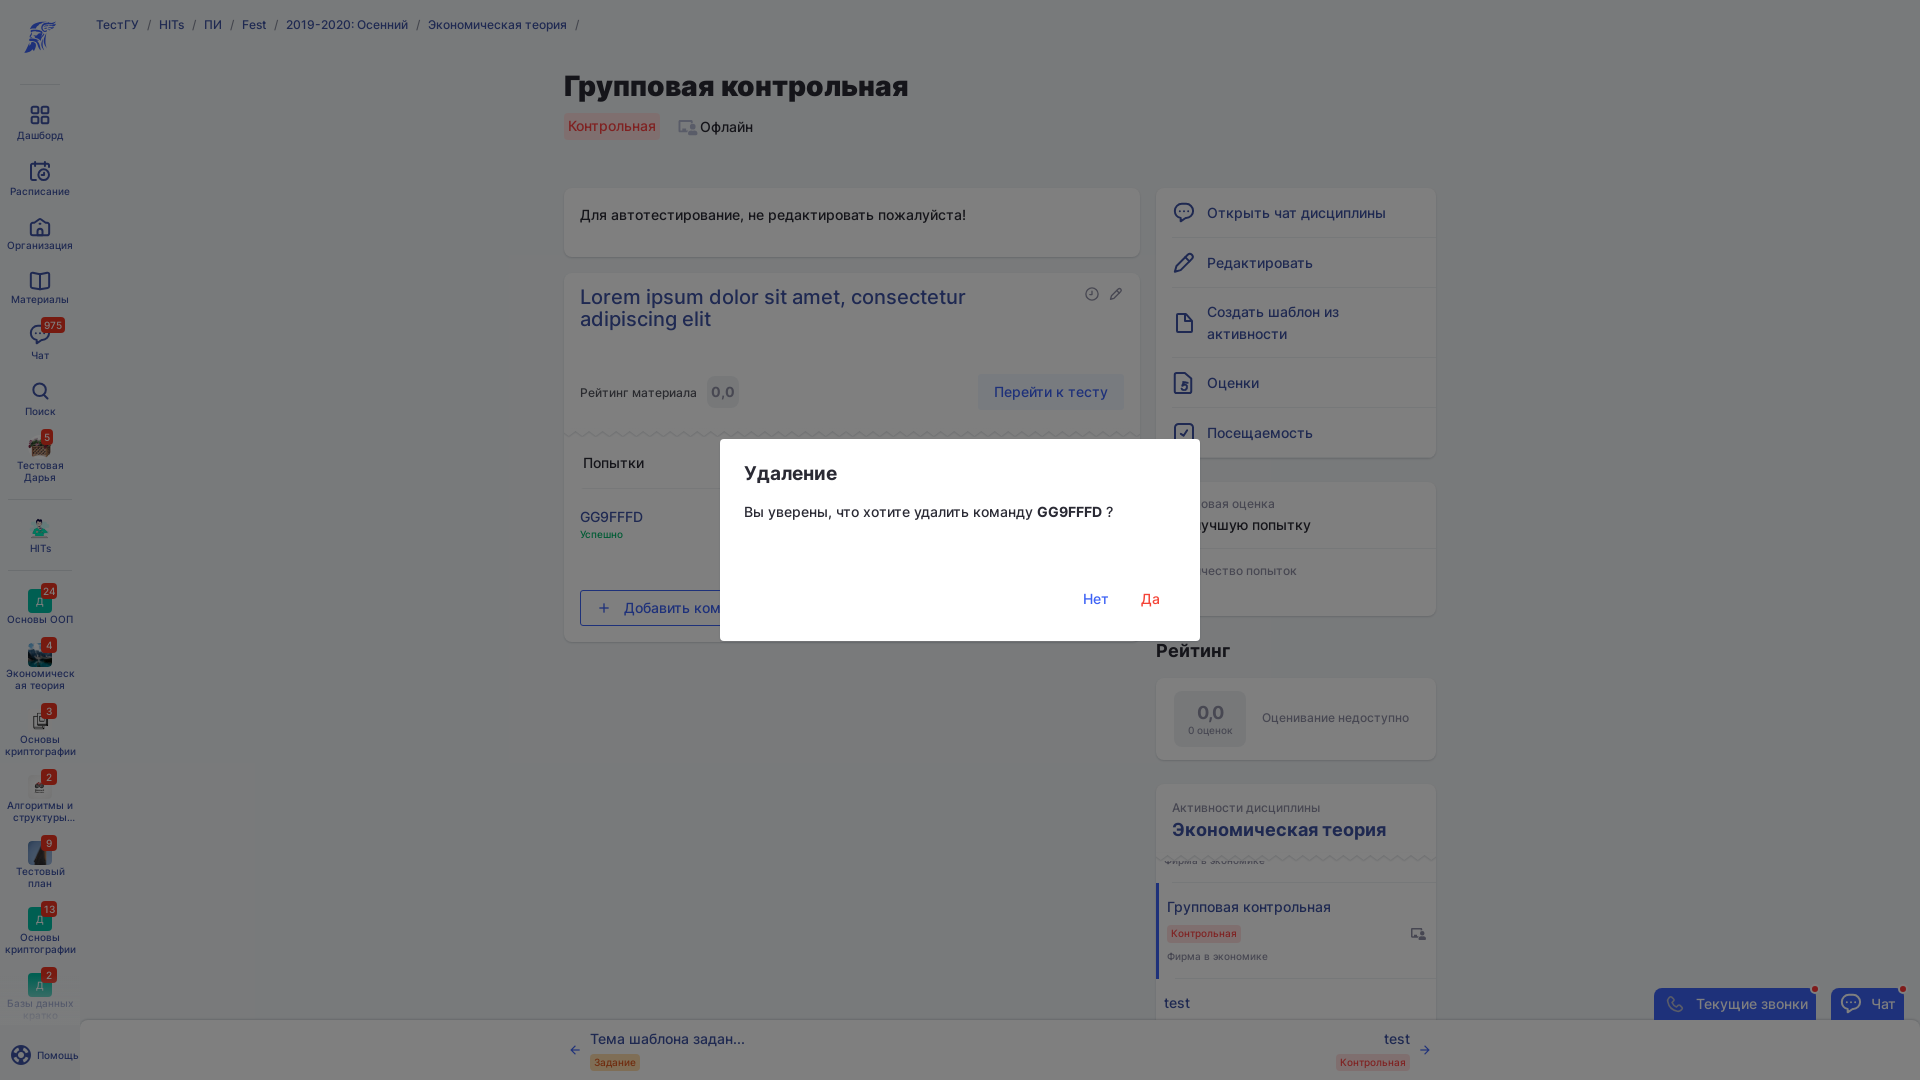 ТестГУ / HITs / ПИ / Fest / 2019-2020: Осенний / Экономическая теория /
Групповая контрольная
Контрольная
Офлайн
Дашборд
Расписание
Организация
Материалы
975
Чат
Поиск
5
Тестовая
Дарья
HITs
24
Д
Основы ООП
4
Экономическ
ая теория
3
Основы
криптографии
2
Алгоритмы и
структуры...
9
Тестовый
план
13
Д
Основы
криптографии
2
Д
Базы данных
кратко
Помощь
Для автотестирование, не редактировать пожалуйста!
Lorem ipsum dolor sit amet, consectetur
adipiscing elit
Рейтинг материала 0,0
Перейти к тесту
Попытки
GG9FFFD
Успешно
+ Добавить ком
Удаление
Вы уверены, что хотите удалить команду GG9FFFD ?
Нет
Да
Открыть чат дисциплины
Редактировать
Создать шаблон из
активности
5
Оценки
Посещаемость
овая оценка
учшую попытку
чество попыток
Рейтинг
0,0
0 оценок
Оценивание недоступно
Активности дисциплины
Экономическая теория
Фирма в экономике
Групповая контрольная
Контрольная
Фирма в экономике
test
Текущие звонки
Чат
Тема шаблона задан...
Задание
test
Контрольная